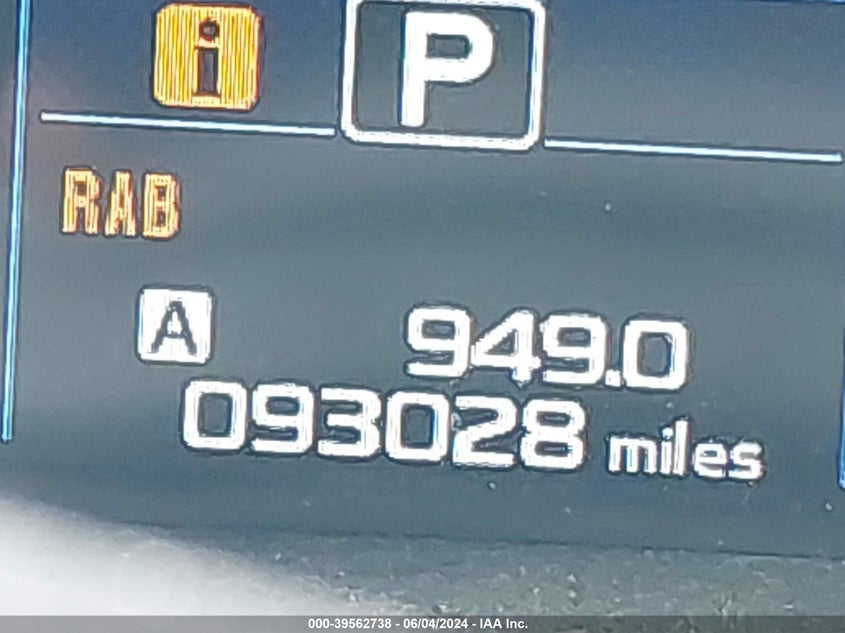 i P
RAB
A 949.0
093028 miles
000-39562738 - 06/04/2024 - IAA Inc.